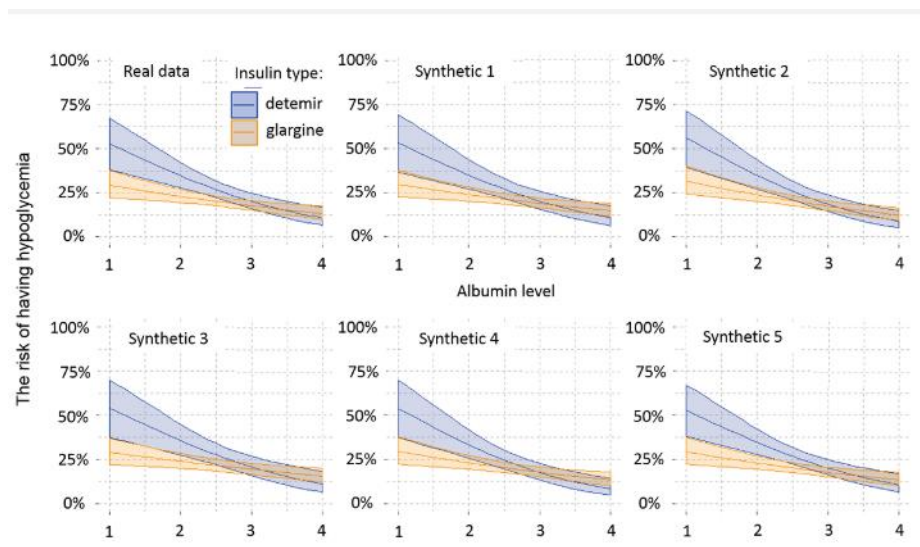 The risk of having hypoglycemia
100% 100% 100%
Real data Insulin type: Synthetic 1 Synthetic 2
75% detemir 75% 75%
glargine
50% 50% 50%
25% 25% 25%
0% 0% 0%
1 2 3 4 1 2 3 4 1 2 3 4
Albumin level
100% 100% 100%
Synthetic 3 Synthetic 4 Synthetic 5
75% 75% 75%
50% 50% 50%
25% 25% 25%
0% 0% 0%
1 2 3 4 1 2 3 4 1 2 3 4